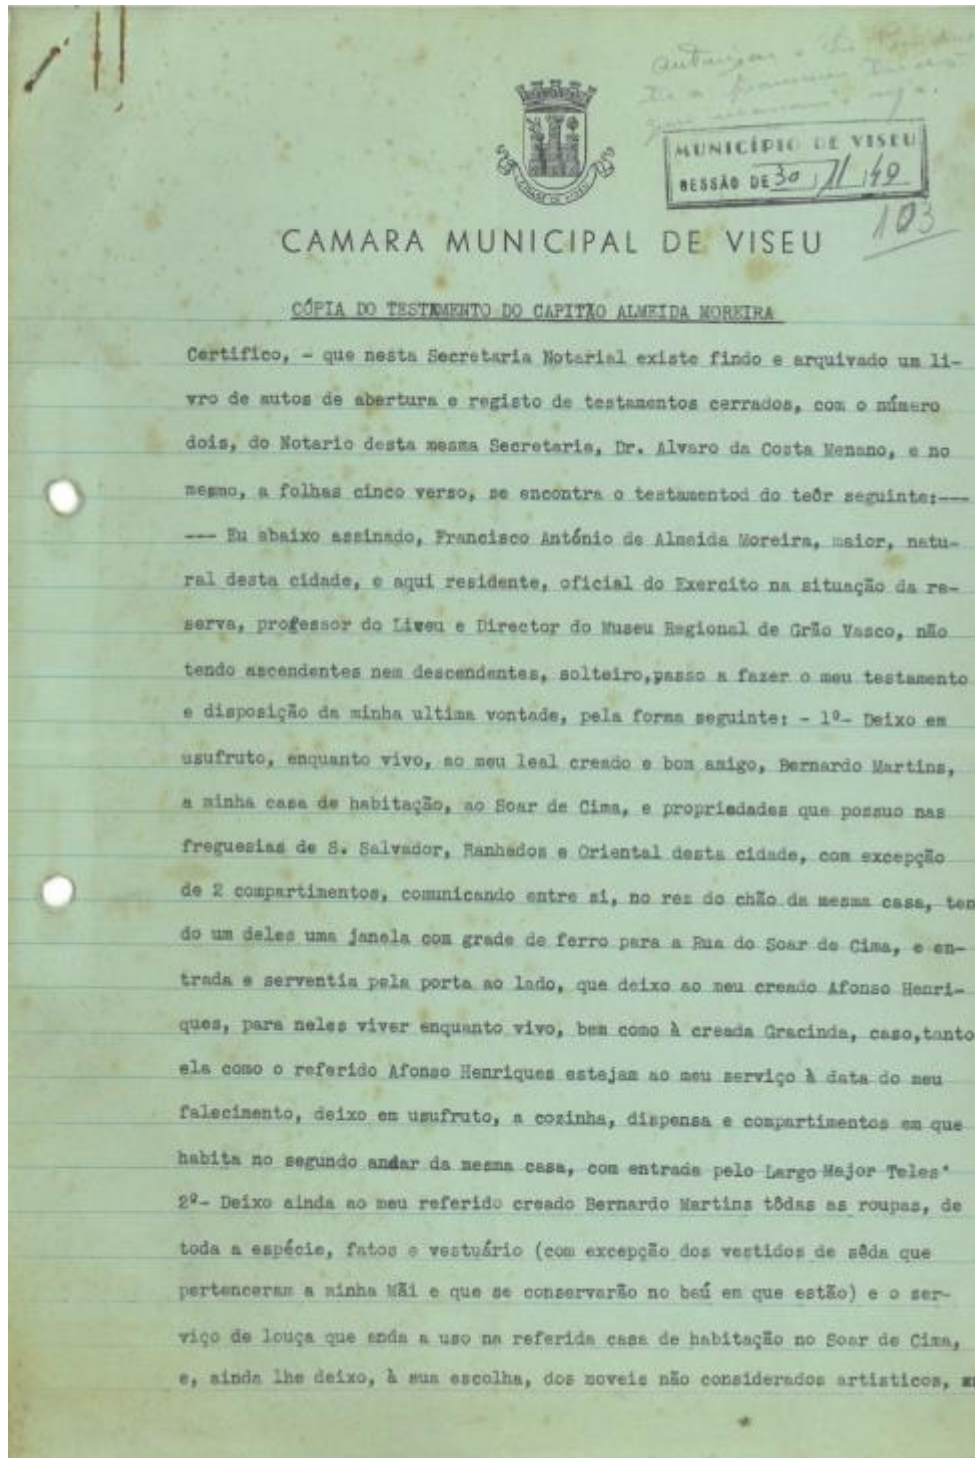 MUNICÍPIO DE VISEU
SESSÃO DE 30 / 11 / 49
103
CIDADE DE VISEU
CAMARA MUNICIPAL DE VISEU
CÓPIA DO TESTAMENTO DO CAPITÃO ALMEIDA MOREIRA
Certifico, - que nesta Secretaria Notarial existe findo e arquivado um li-
vro de autos de abertura e registo de testamentos cerrados, com o número
dois, do Notario desta mesma Secretaria, Dr. Alvaro da Costa Menano, e no
mesmo, a folhas cinco verso, se encontra o testamentod do teôr seguinte:---
--- Eu abaixo assinado, Francisco António de Almeida Moreira, maior, natu-
ral desta cidade, e aqui residente, oficial do Exercito na situação da re-
serva, professor do Liveu e Director do Museu Regional de Grão Vasco, não
tendo ascendentes nem descendentes, solteiro,passo a fazer o meu testamento
e disposição da minha ultima vontade, pela forma seguinte: - 1º- Deixo em
usufruto, enquanto vivo, ao meu leal creado e bom amigo, Bernardo Martins,
a minha casa de habitação, ao Soar de Cima, e propriedades que possuo nas
freguesias de S. Salvador, Ranhados e Oriental desta cidade, com excepção
de 2 compartimentos, comunicando entre si, no rez do chão da mesma casa, ten
do um deles uma janela com grade de ferro para a Rua do Soar de Cima, e en-
trada e serventia pela porta ao lado, que deixo ao meu creado Afonso Henri-
ques, para neles viver enquanto vivo, bem como à creada Gracinda, caso,tanto
ela como o referido Afonso Henriques estejam ao meu serviço à data do meu
falecimento, deixo em usufruto, a cozinha, dispensa e compartimentos em que
habita no segundo andar da mesma casa, com entrada pelo Largo Major Teles.
2º- Deixo ainda ao meu referido creado Bernardo Martins tôdas as roupas, de
toda a espécie, fatos e vestuário (com excepção dos vestidos de sêda que
pertenceram a minha Mãi e que se conservarão no baú em que estão) e o ser-
viço de louça que anda a uso na referida casa de habitação no Soar de Cima,
e, ainda lhe deixo, à sua escolha, dos moveis não considerados artisticos,